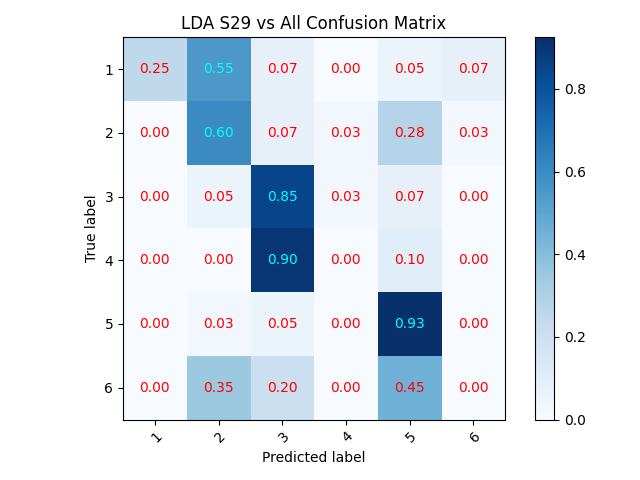 LDA S29 vs All Confusion Matrix
1 0.25 0.55 0.07 0.00 0.05 0.07
2 0.00 0.60 0.07 0.03 0.28 0.03
3 0.00 0.05 0.85 0.03 0.07 0.00
4 0.00 0.00 0.90 0.00 0.10 0.00
5 0.00 0.03 0.05 0.00 0.93 0.00
6 0.00 0.35 0.20 0.00 0.45 0.00
1 2 3 4 5 6
True label
Predicted label
0.8
0.6
0.4
0.2
0.0